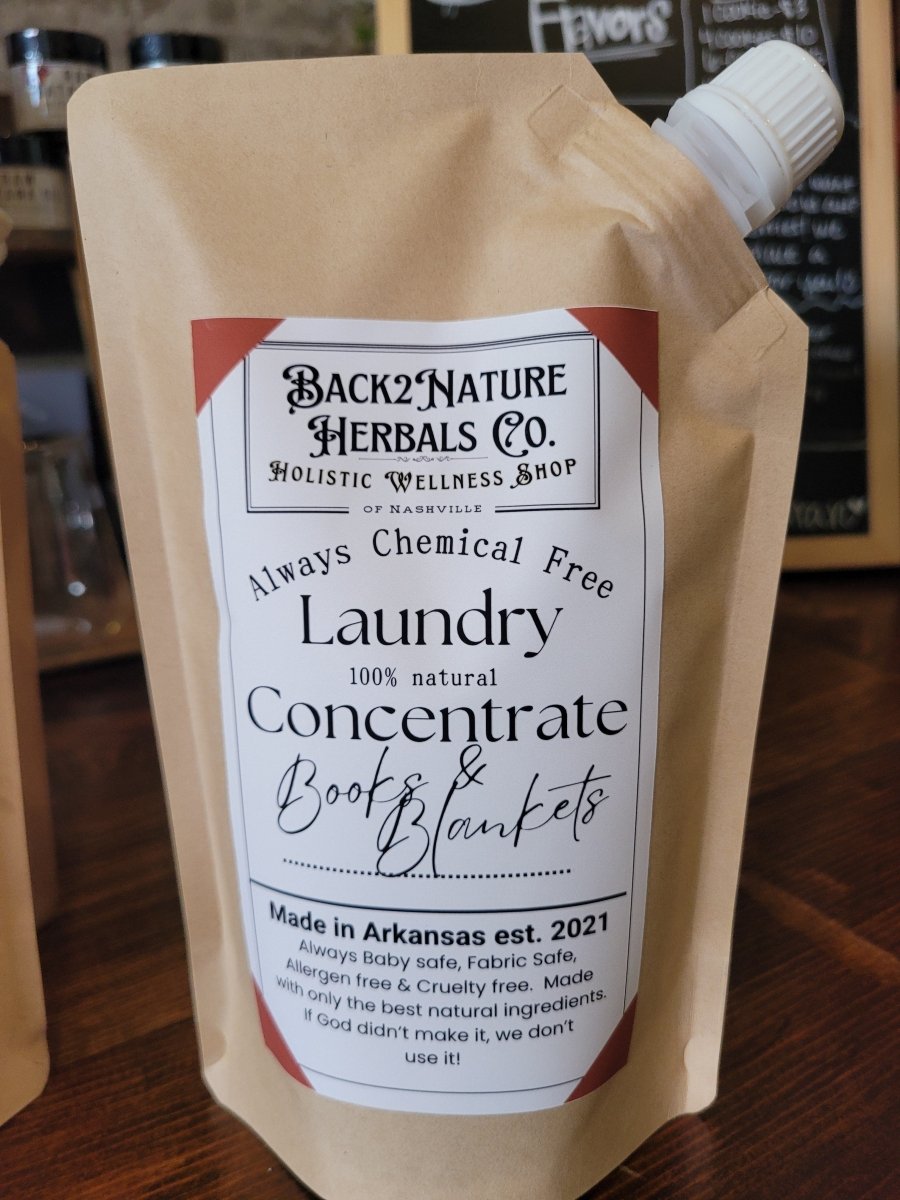 Flavors
BACK2NATURE
HERBALS CO.
HOLISTIC WELLNESS SHOP
OF NASHVILLE
Always Chemical Free
Laundry
100% natural
Concentrate
Books &
Blankets
Made in Arkansas est. 2021
Always Baby safe, Fabric Safe,
Allergen free & Cruelty free. Made
with only the best natural ingredients.
If God didn't make it, we don't
use it!